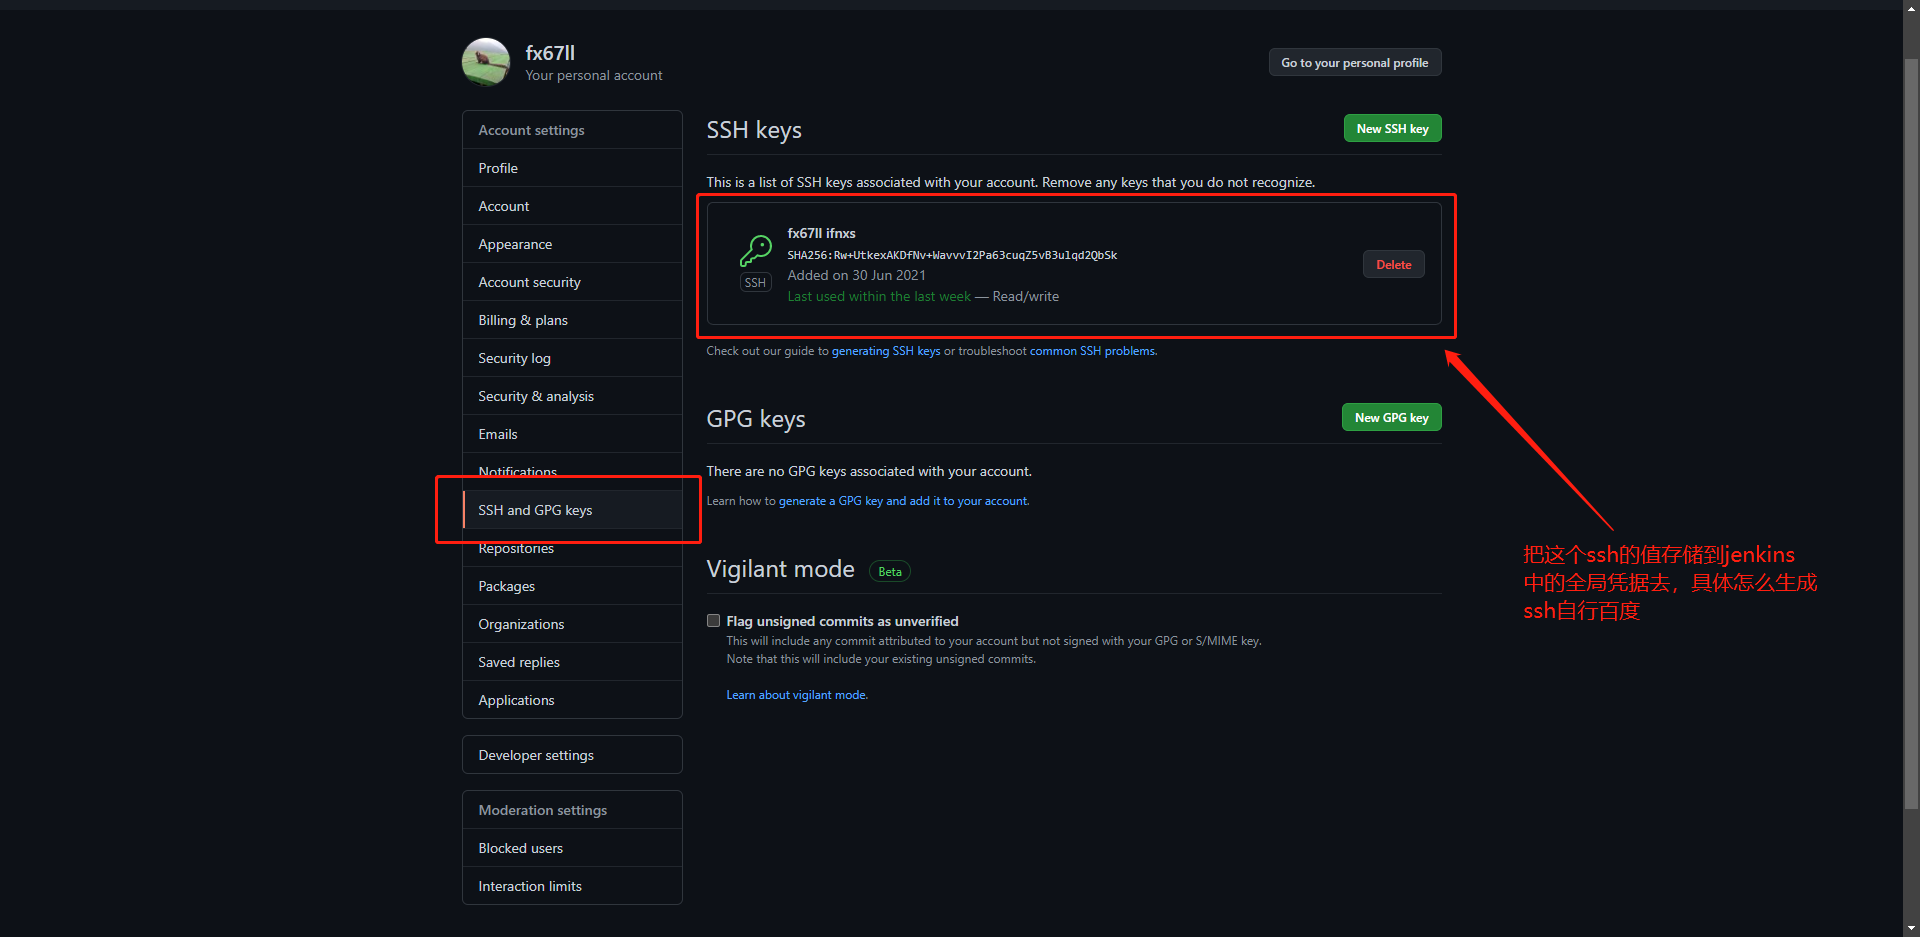 fx67ll
Your personal account
Go to your personal profile
Account settings
Profile
Account
Appearance
Account security
Billing & plans
Security log
Security & analysis
Emails
Notifications
SSH and GPG keys
Repositories
Packages
Organizations
Saved replies
Applications
Developer settings
Moderation settings
Blocked users
Interaction limits
SSH keys
New SSH key
This is a list of SSH keys associated with your account. Remove any keys that you do not recognize.
fx67ll ifnxs
SHA256:Rw+UtkexAKDfNv+WavvvI2Pa63cuqZ5vB3ulqd2QbSk
SSH
Added on 30 Jun 2021
Last used within the last week — Read/write
Delete
Check out our guide to generating SSH keys or troubleshoot common SSH problems.
GPG keys
New GPG key
There are no GPG keys associated with your account.
Learn how to generate a GPG key and add it to your account.
Vigilant mode
Beta
Flag unsigned commits as unverified
This will include any commit attributed to your account but not signed with your GPG or S/MIME key.
Note that this will include your existing unsigned commits.
Learn about vigilant mode.
把这个ssh的值存储到jenkins
中的全局凭据去，具体怎么生成
ssh自行百度